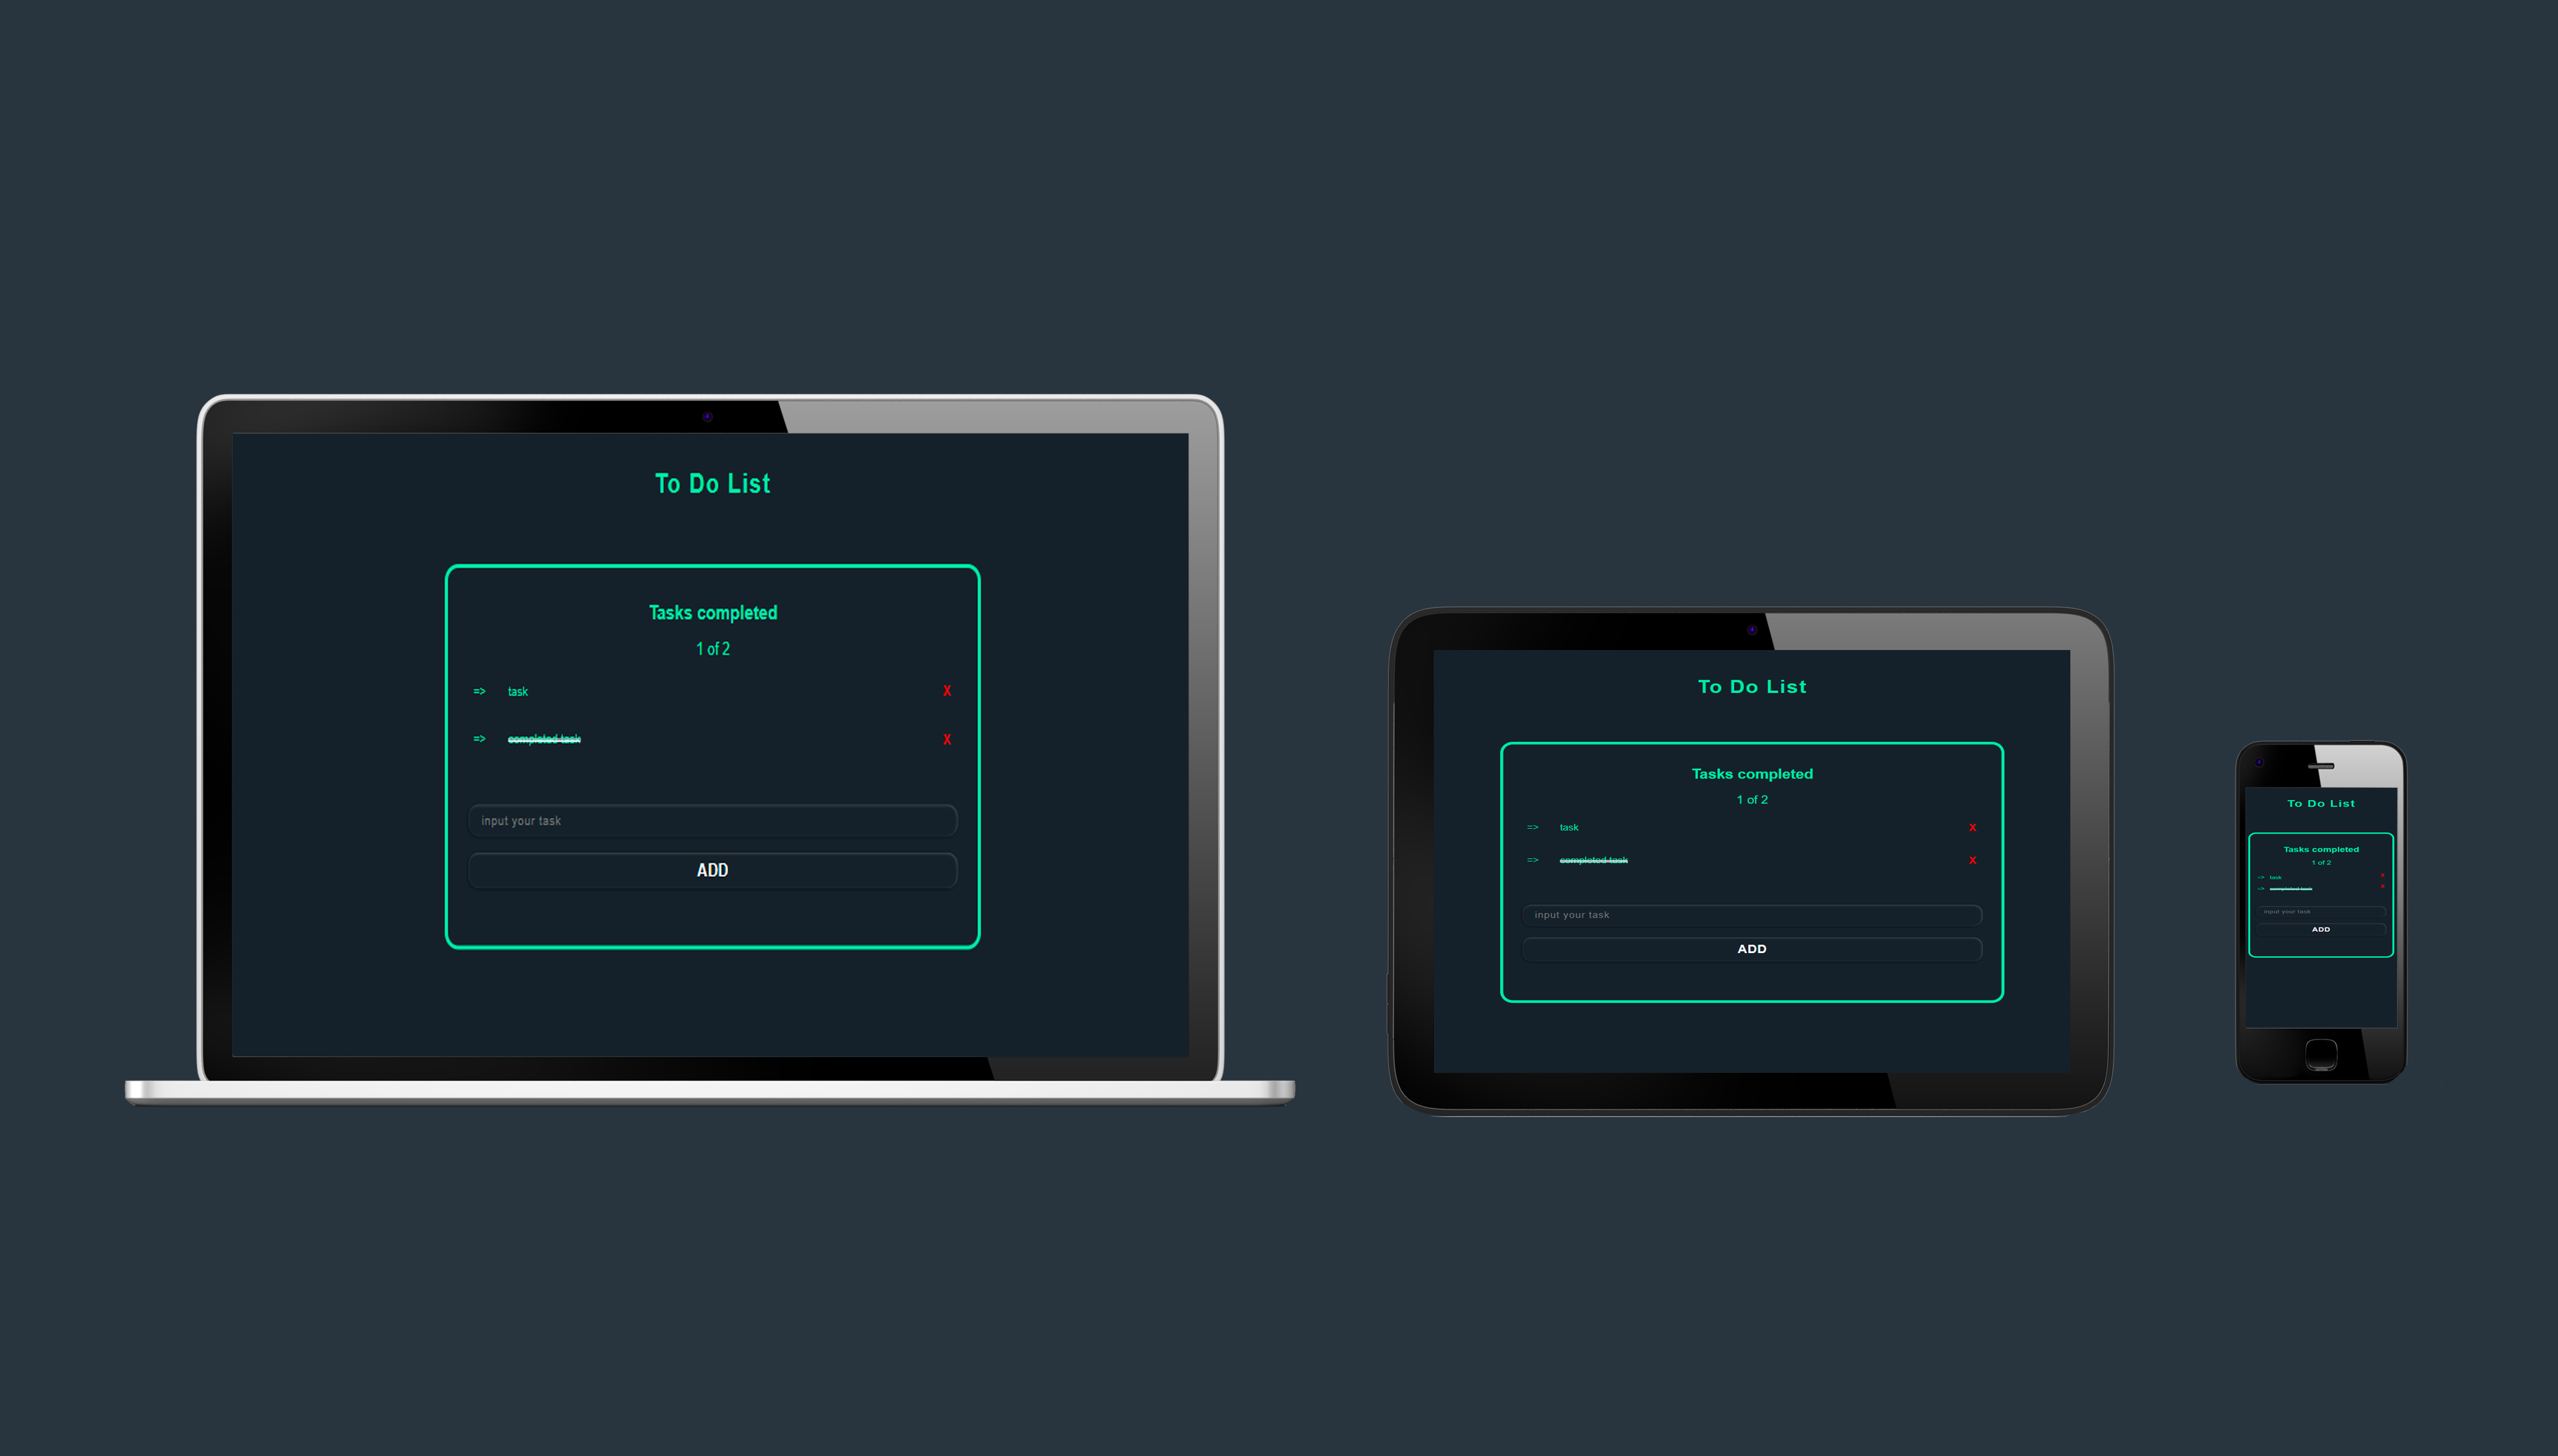 To Do List
Tasks completed
1 of 2
=> task X
=> completed task X
input your task
ADD
To Do List
Tasks completed
1 of 2
=> task X
=> completed task X
input your task
ADD
To Do List
Tasks completed
1 of 2
=> task x
=> completed task x
input your task
ADD